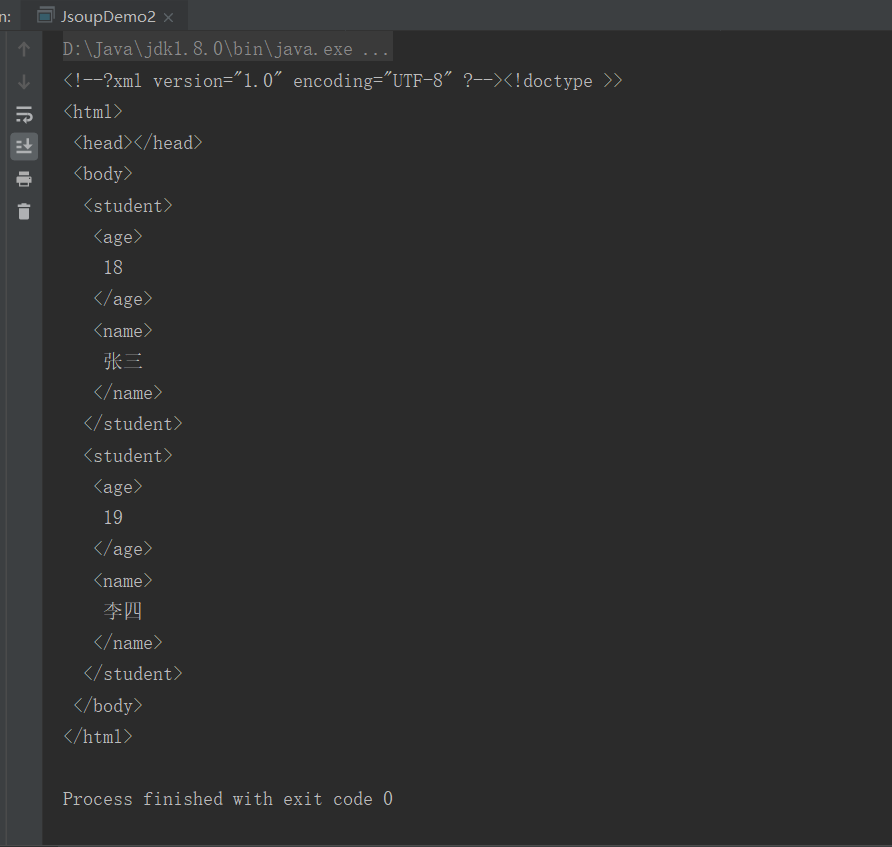 n:
JsoupDemo2
D:\Java\jdk1.8.0\bin\java.exe ...
<!--?xml version="1.0" encoding="UTF-8" ?--><!doctype >>
<html>
<head></head>
<body>
<student>
<age>
18
</age>
<name>
张三
</name>
</student>
<student>
<age>
19
</age>
<name>
李四
</name>
</student>
</body>
</html>
Process finished with exit code 0